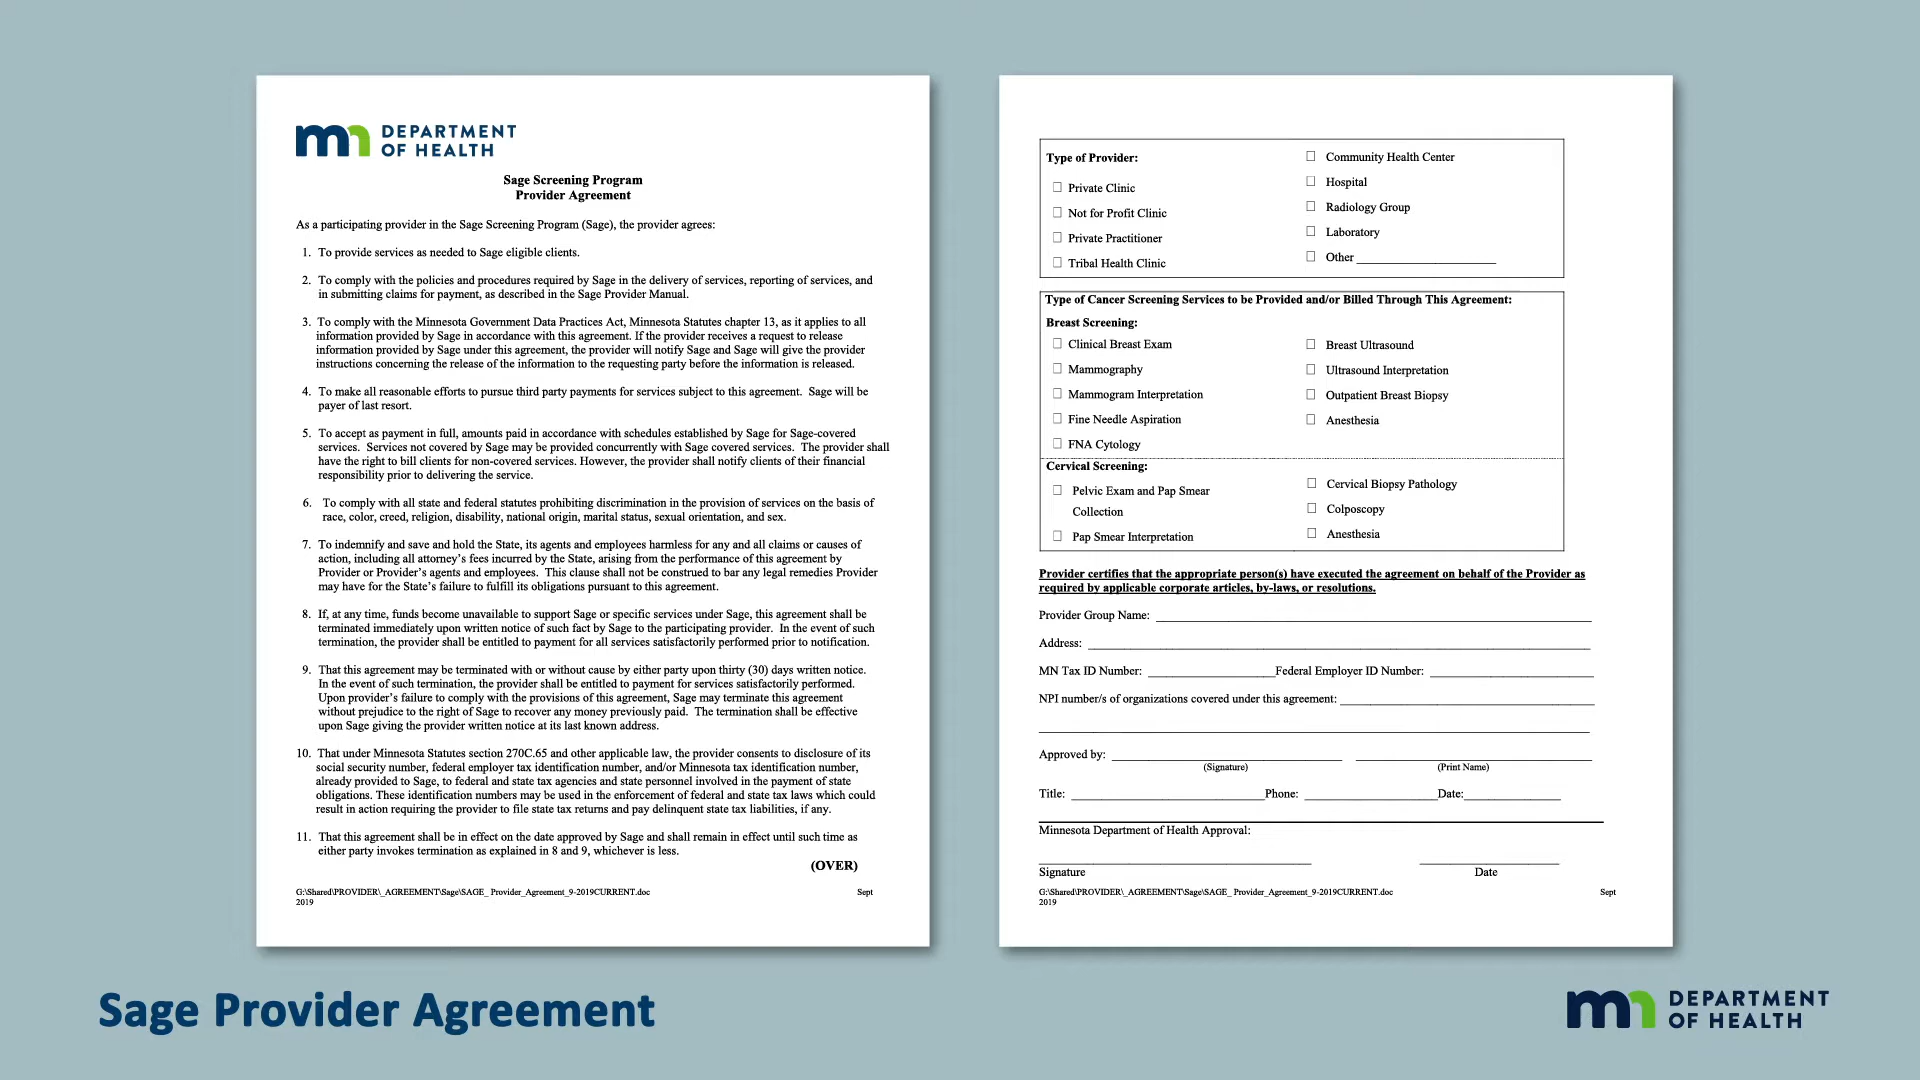 mn DEPARTMENT
OF HEALTH
Sage Screening Program
Provider Agreement
As a participating provider in the Sage Screening Program (Sage), the provider agrees:
1. To provide services as needed to Sage eligible clients.
2. To comply with the policies and procedures required by Sage in the delivery of services, reporting of services, and
in submitting claims for payment, as described in the Sage Provider Manual.
3. To comply with the Minnesota Government Data Practices Act, Minnesota Statutes chapter 13, as it applies to all
information provided by Sage in accordance with this agreement. If the provider receives a request to release
information provided by Sage under this agreement, the provider will notify Sage and Sage will give the provider
instructions concerning the release of the information to the requesting party before the information is released.
4. To make all reasonable efforts to pursue third party payments for services subject to this agreement. Sage will be
payer of last resort.
5. To accept as payment in full, amounts paid in accordance with schedules established by Sage for Sage-covered
services. Services not covered by Sage may be provided concurrently with Sage covered services. The provider shall
have the right to bill clients for non-covered services. However, the provider shall notify clients of their financial
responsibility prior to delivering the service.
6. To comply with all state and federal statutes prohibiting discrimination in the provision of services on the basis of
race, color, creed, religion, disability, national origin, marital status, sexual orientation, and sex.
7. To indemnify and save and hold the State, its agents and employees harmless for any and all claims or causes of
action, including all attorney's fees incurred by the State, arising from the performance of this agreement by
Provider or Provider's agents and employees. This clause shall not be construed to bar any legal remedies Provider
may have for the State's failure to fulfill its obligations pursuant to this agreement.
8. If, at any time, funds become unavailable to support Sage or specific services under Sage, this agreement shall be
terminated immediately upon written notice of such fact by Sage to the participating provider. In the event of such
termination, the provider shall be entitled to payment for all services satisfactorily performed prior to notification.
9. That this agreement may be terminated with or without cause by either party upon thirty (30) days written notice.
In the event of such termination, the provider shall be entitled to payment for services satisfactorily performed.
Upon provider's failure to comply with the provisions of this agreement, Sage may terminate this agreement
without prejudice to the right of Sage to recover any money previously paid. The termination shall be effective
upon Sage giving the provider written notice at its last known address.
10. That under Minnesota Statutes section 270C.65 and other applicable law, the provider consents to disclosure of its
social security number, federal employer tax identification number, and/or Minnesota tax identification number,
already provided to Sage, to federal and state tax agencies and state personnel involved in the payment of state
obligations. These identification numbers may be used in the enforcement of federal and state tax laws which could
result in action requiring the provider to file state tax returns and pay delinquent state tax liabilities, if any.
11. That this agreement shall be in effect on the date approved by Sage and shall remain in effect until such time as
either party invokes termination as explained in 8 and 9, whichever is less.
(OVER)
G:\Shared\PROVIDER\_AGREEMENT\Sage\SAGE_ Provider_Agreement_9-2019CURRENT.doc Sept
2019
Type of Provider:
Private Clinic
Not for Profit Clinic
Private Practitioner
Tribal Health Clinic
Community Health Center
Hospital
Radiology Group
Laboratory
Other
Type of Cancer Screening Services to be Provided and/or Billed Through This Agreement:
Breast Screening:
Clinical Breast Exam
Mammography
Mammogram Interpretation
Fine Needle Aspiration
FNA Cytology
Breast Ultrasound
Ultrasound Interpretation
Outpatient Breast Biopsy
Anesthesia
Cervical Screening:
Pelvic Exam and Pap Smear
Collection
Pap Smear Interpretation
Cervical Biopsy Pathology
Colposcopy
Anesthesia
Provider certifies that the appropriate person(s) have executed the agreement on behalf of the Provider as
required by applicable corporate articles, by-laws, or resolutions.
Provider Group Name:
Address:
MN Tax ID Number: Federal Employer ID Number:
NPI number/s of organizations covered under this agreement:
Approved by:
(Signature) (Print Name)
Title: Phone: Date:
Minnesota Department of Health Approval:
Signature Date
G:\Shared\PROVIDER\_AGREEMENT\Sage\SAGE_ Provider_Agreement_9-2019CURRENT.doc Sept
2019
Sage Provider Agreement
mn DEPARTMENT
OF HEALTH